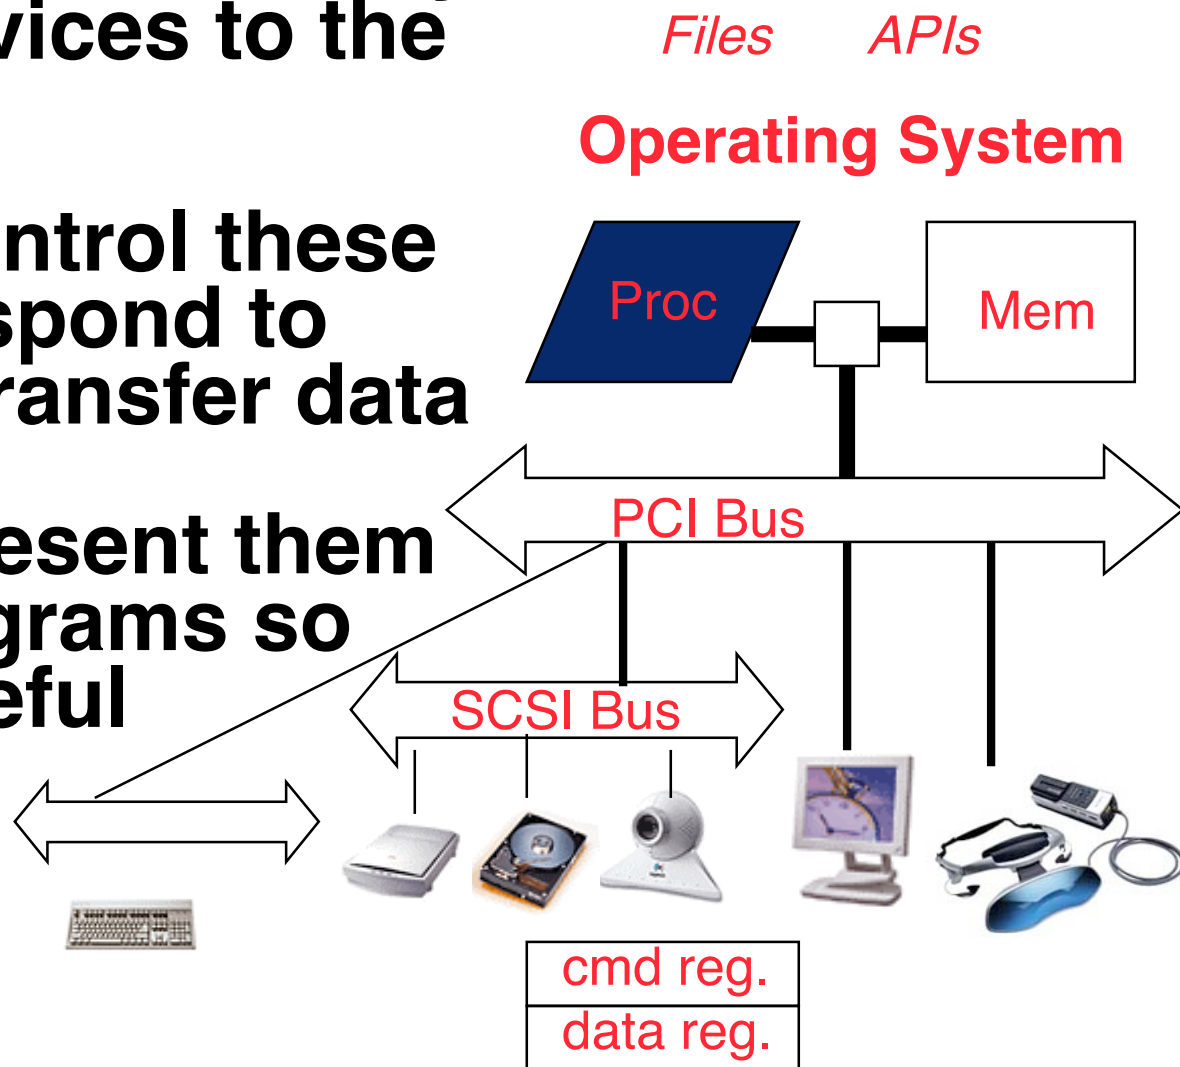 vices to the
ntrol these
spond to
ransfer data
esent them
grams so
eful
Files APIs
Operating System
Proc
Mem
PCI Bus
SCSI Bus
cmd reg.
data reg.